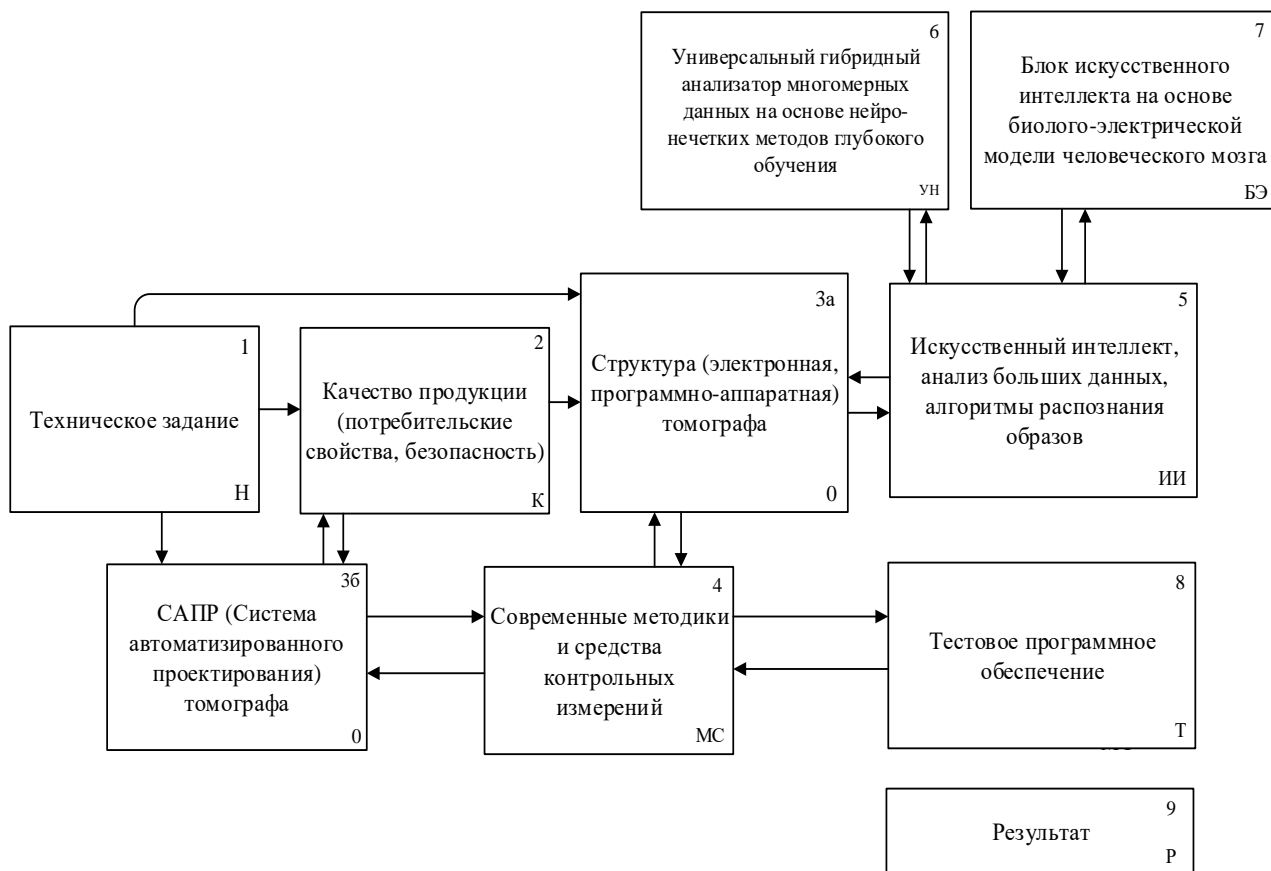 6
Универсальный гибридный
анализатор многомерных
данных на основе нейро-
нечетких методов глубокого
обучения
УН
7
Блок искусственного
интеллекта на основе
биолого-электрической
модели человеческого мозга
БЭ
1
Техническое задание
Н
2
Качество продукции
(потребительские
свойства, безопасность)
К
3а
Структура (электронная,
программно-аппаратная)
томографа
0
5
Искусственный интеллект,
анализ больших данных,
алгоритмы распознания
образов
ИИ
3б
САПР (Система
автоматизированного
проектирования)
томографа
0
4
Современные методики
и средства
контрольных
измерений
МС
8
Тестовое программное
обеспечение
Т
9
Результат
Р